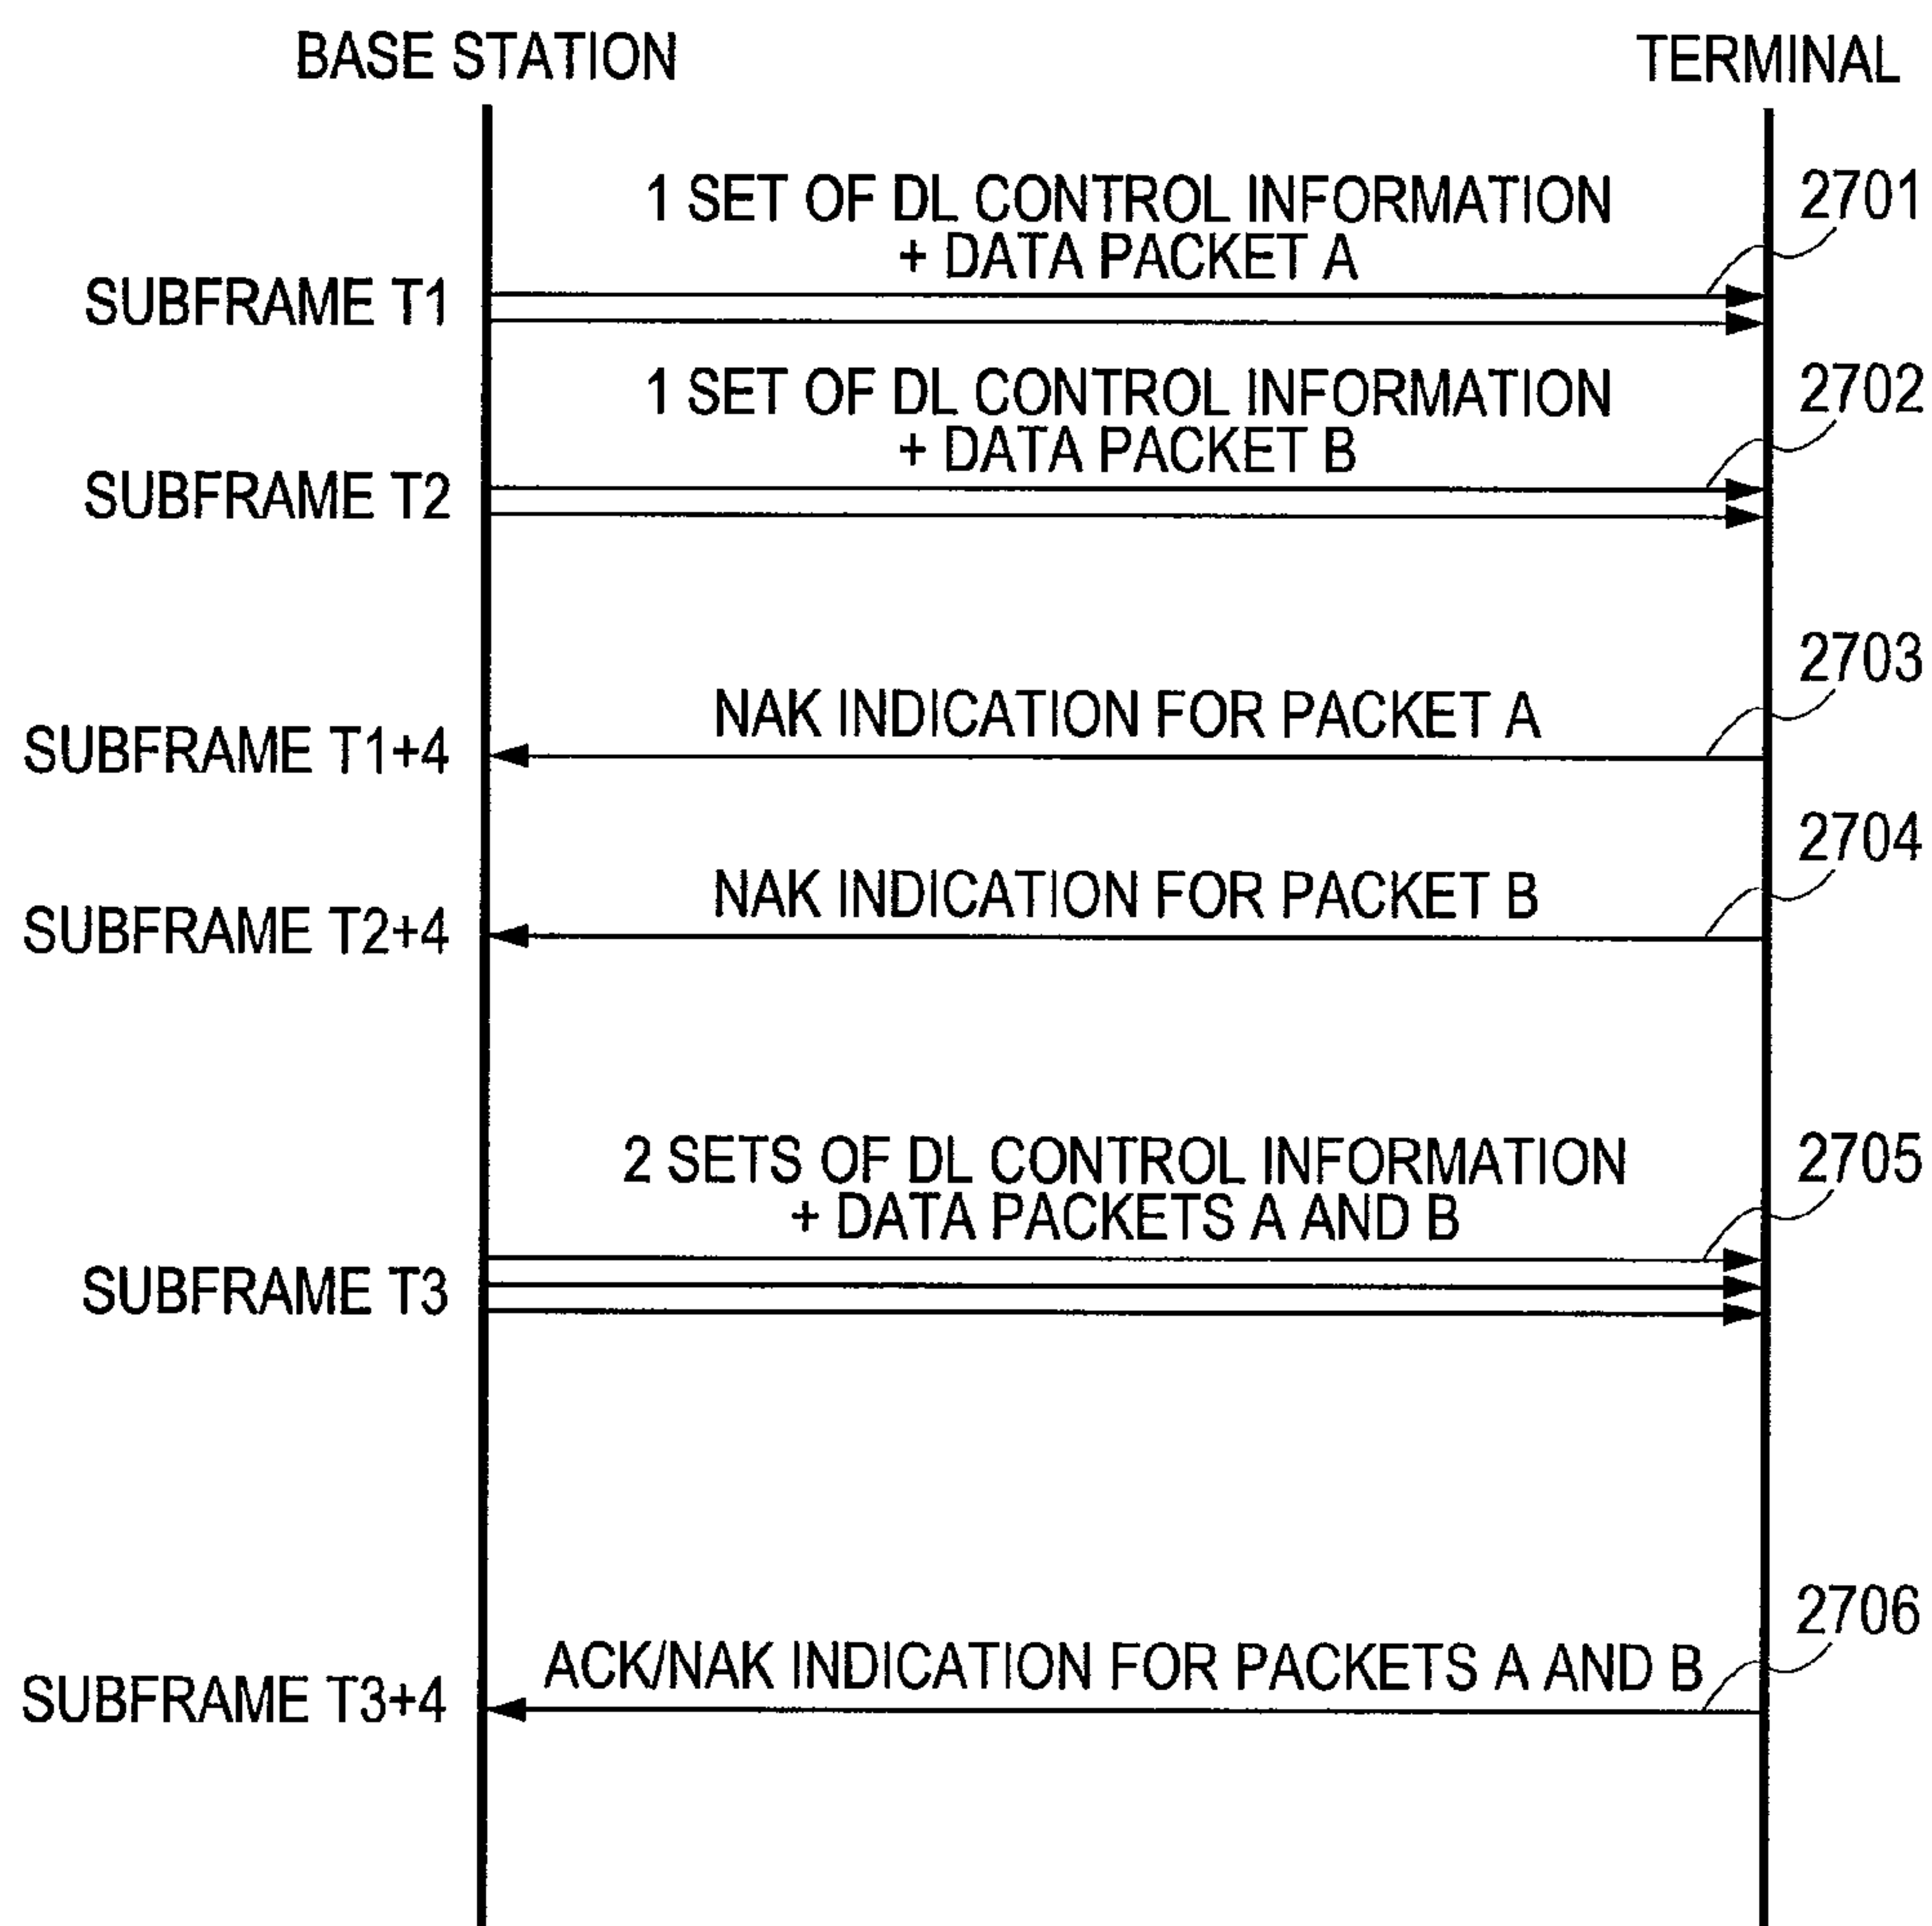 BASE STATION
TERMINAL
1 SET OF DL CONTROL INFORMATION
+ DATA PACKET A
2701
SUBFRAME T1
1 SET OF DL CONTROL INFORMATION
+ DATA PACKET B
2702
SUBFRAME T2
2703
NAK INDICATION FOR PACKET A
SUBFRAME T1+4
2704
NAK INDICATION FOR PACKET B
SUBFRAME T2+4
2 SETS OF DL CONTROL INFORMATION
+ DATA PACKETS A AND B
2705
SUBFRAME T3
2706
ACK/NAK INDICATION FOR PACKETS A AND B
SUBFRAME T3+4